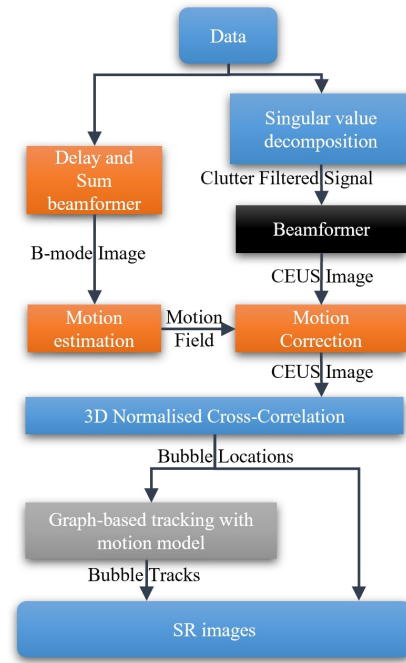 Data
Singular value
decomposition
Delay and
Sum
beamformer
Clutter Filtered Signal
Beamformer
B-mode Image
CEUS Image
Motion
estimation
Motion
Field
Motion
Correction
CEUS Image
3D Normalised Cross-Correlation
Bubble Locations
Graph-based tracking with
motion model
Bubble Tracks
SR images